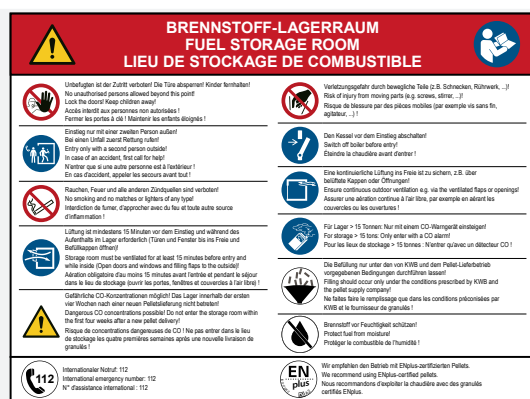 BRENNSTOFF-LAGERRAUM
FUEL STORAGE ROOM
LIEU DE STOCKAGE DE COMBUSTIBLE
Unbefugten ist der Zutritt verboten! Die Türe absperren! Kinder fernhalten!
No unauthorised persons allowed beyond this point!
Lock the doors! Keep children away!
Accès interdit aux personnes non autorisées !
Fermer les portes à clé ! Maintenir les enfants éloignés !
Einstieg nur mit einer zweiten Person außen!
Bei einen Unfall zuerst Rettung rufen!
Entry only with a second person outside!
In case of an accident, first call for help!
N'entrer que si une autre personne est à l'extérieur !
En cas d'accident, appeler les secours avant tout !
Rauchen, Feuer und alle anderen Zündquellen sind verboten!
No smoking and no matches or lighters of any type!
Interdiction de fumer, d'approcher avec du feu et toute autre source
d'inflammation !
Lüftung ist mindestens 15 Minuten vor dem Einstieg und während des
Aufenthalts im Lager erforderlich (Türen und Fenster bis ins Freie und
Befüllkappen öffnen)!
Storage room must be ventilated for at least 15 minutes before entry and
while inside (Open doors and windows and filling flaps to the outside)!
Aération obligatoire d'au moins 15 minutes avant l'entrée et pendant le séjour
dans le lieu de stockage (ouvrir les portes, fenêtres et couvercles à l'air libre) !
Gefährliche CO-Konzentrationen möglich! Das Lager innerhalb der ersten
vier Wochen nach einer neuen Pelletslieferung nicht betreten!
Dangerous CO concentrations possible! Do not enter the storage room within
the first four weeks after a new pellet delivery!
Risque de concentrations dangereuses de CO ! Ne pas entrer dans le lieu
de stockage les quatre premières semaines après une nouvelle livraison de
granulés !
Verletzungsgefahr durch bewegliche Teile (z.B. Schnecken, Rührwerk, ...)!
Risk of injury from moving parts (e.g. screws, stirrer, ...)!
Risque de blessure par des pièces mobiles (par exemple vis sans fin,
agitateur, ...) !
Den Kessel vor dem Einstieg abschalten!
Switch off boiler before entry!
Éteindre la chaudière avant d'entrer !
Eine kontinuierliche Lüftung ins Freie ist zu sichern, z.B. über
belüftete Kappen oder Öffnungen!
Ensure continuous outdoor ventilation e.g. via the ventilated flaps or openings!
Assurer une aération continue à l'air libre, par exemple en aérant les
couvercles ou les ouvertures !
Für Lager > 15 Tonnen: Nur mit einem CO-Warngerät einsteigen!
For storage > 15 tons: Only enter with a CO alarm!
Pour les lieux de stockage > 15 tonnes : N'entrer qu'avec un détecteur CO !
Die Befüllung nur unter den von KWB und dem Pellet-Lieferbetrieb
vorgegebenen Bedingungen durchführen lassen!
Filling should occur only under the conditions prescribed by KWB and
the pellet supply company!
Ne faites faire le remplissage que dans les conditions préconisées par
KWB et le fournisseur de granulés !
Brennstoff vor Feuchtigkeit schützen!
Protect fuel from moisture!
Protéger le combustible de l'humidité !
112
Internationaler Notruf: 112
International emergency number: 112
N° d'assistance international : 112
EN
plus
Wir empfehlen den Betrieb mit ENplus-zertifizierten Pellets.
We recommend using ENplus-certified pellets.
Nous recommandons d'exploiter la chaudière avec des granulés
certifiés ENplus.